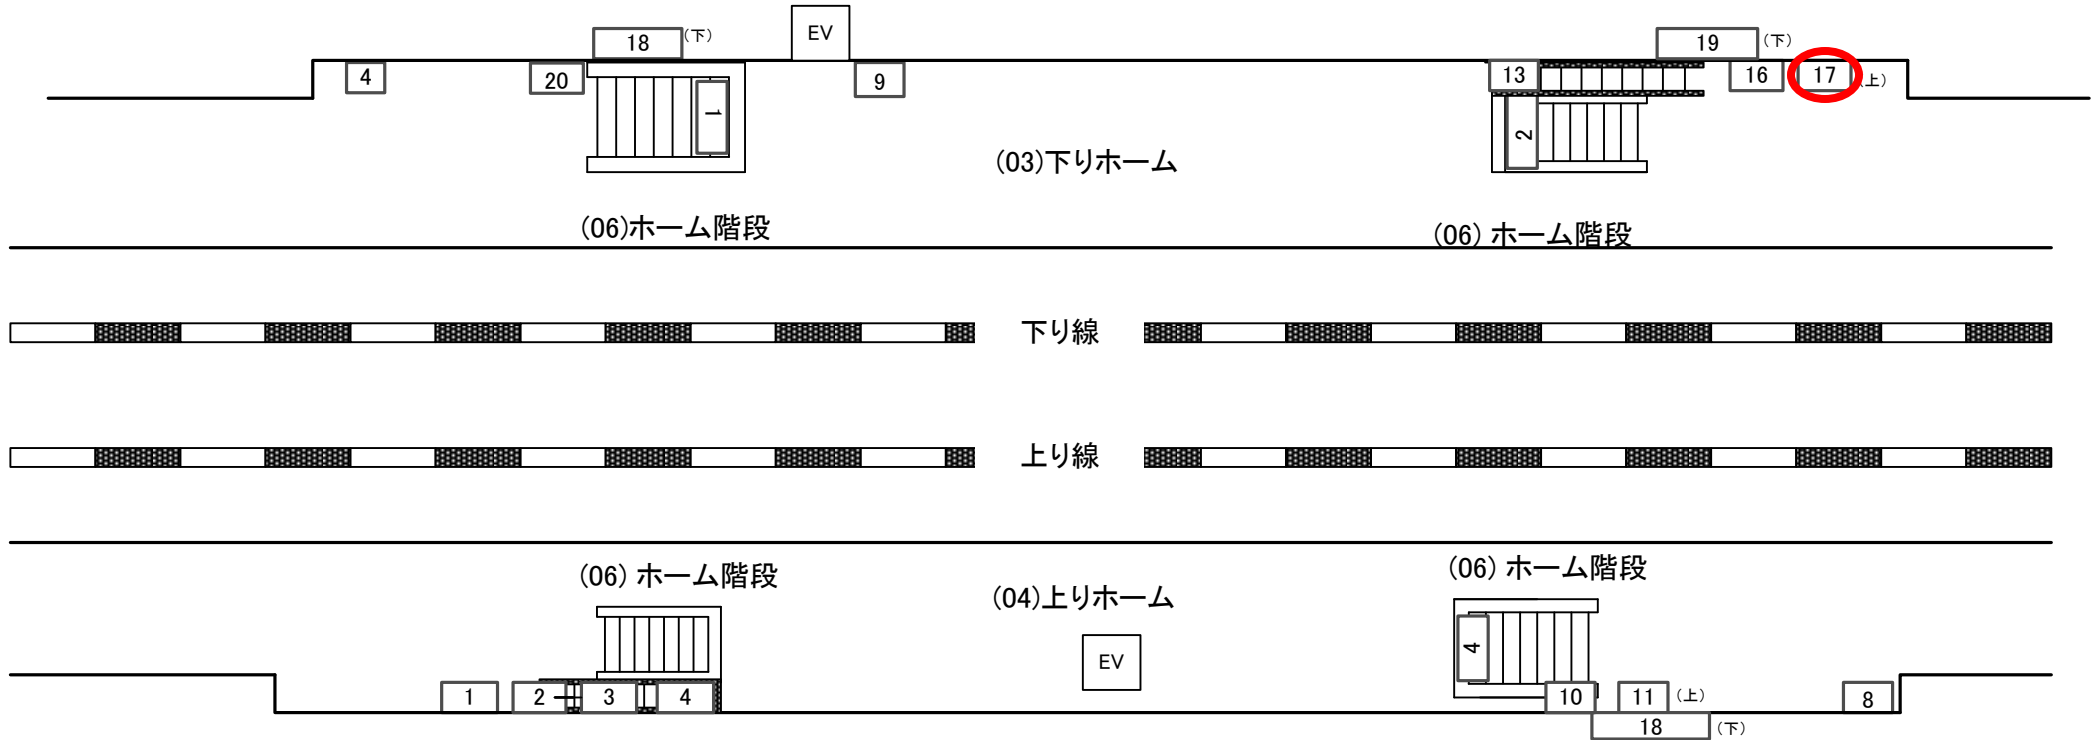 18 (下) EV 19 (下)
4 20 9 13 16 17 (上)
1 2
(03)下りホーム
(06)ホーム階段 (06) ホーム階段
下り線
上り線
(06) ホーム階段 (04)上りホーム (06) ホーム階段
EV 4
1 2 3 4 10 11 (上) 8
18 (下)